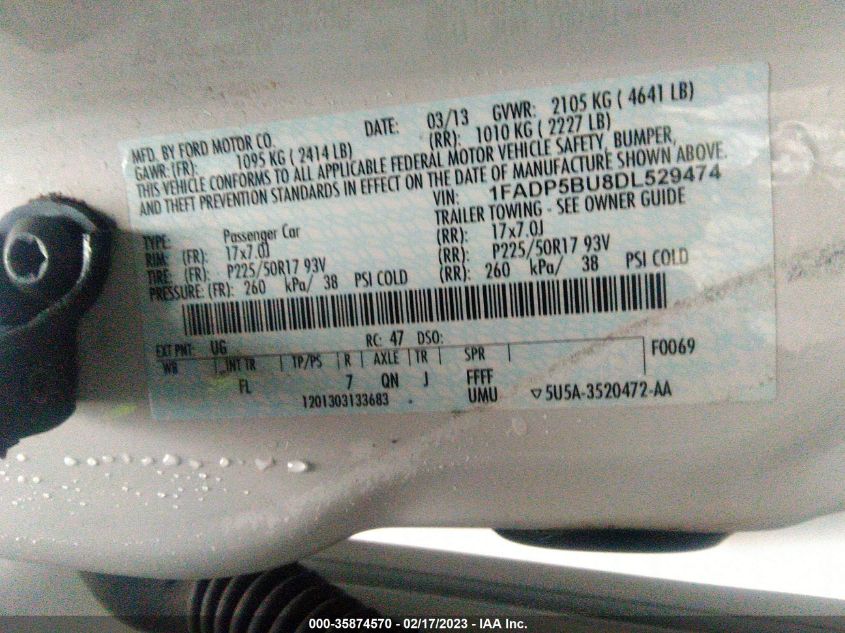 MFD. BY FORD MOTOR CO.
DATE: 03/13 GVWR: 2105 KG ( 4641 LB)
GAWR:(FR): 1095 KG ( 2414 LB) (RR): 1010 KG ( 2227 LB)
THIS VEHICLE CONFORMS TO ALL APPLICABLE FEDERAL MOTOR VEHICLE SAFETY, BUMPER,
AND THEFT PREVENTION STANDARDS IN EFFECT ON THE DATE OF MANUFACTURE SHOWN ABOVE.
VIN: 1FADP5BU8DL529474
TYPE: Passenger Car TRAILER TOWING - SEE OWNER GUIDE
RIM: (FR): 17x7.0J (RR): 17x7.0J
TIRE: (FR): P225/50R17 93V (RR): P225/50R17 93V
PRESSURE: (FR): 260 kPa/ 38 PSI COLD (RR): 260 kPa/ 38 PSI COLD
EXT PNT: UG RC: 47 DSO: F0069
WB INT TR TP/PS R AXLE TR SPR
FL 7 QN J FFFF
1201303133683 UMU ▽5U5A-3520472-AA
000-35874570 - 02/17/2023 - IAA Inc.